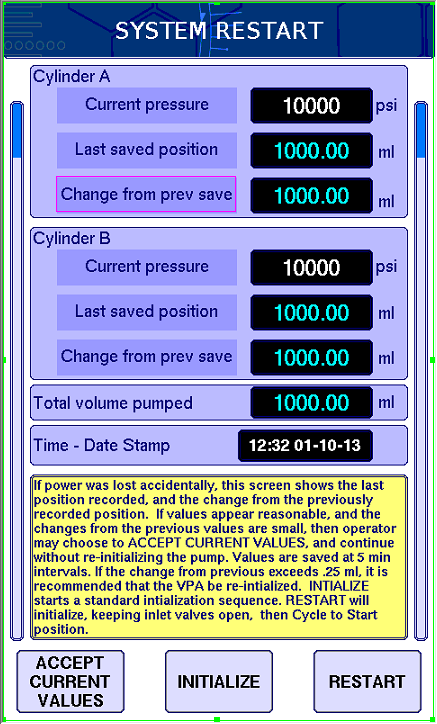 SYSTEM RESTART
Cylinder A
Current pressure 10000 psi
Last saved position 1000.00 ml
Change from prev save 1000.00 ml
Cylinder B
Current pressure 10000 psi
Last saved position 1000.00 ml
Change from prev save 1000.00 ml
Total volume pumped 1000.00 ml
Time - Date Stamp 12:32 01-10-13
If power was lost accidentally, this screen shows the last
position recorded, and the change from the previously
recorded position. If values appear reasonable, and the
changes from the previous values are small, then operator
may choose to ACCEPT CURRENT VALUES, and continue
without re-initializing the pump. Values are saved at 5 min
intervals. If the change from previous exceeds .25 ml, it is
recommended that the VPA be re-intialized. INTIALIZE
starts a standard intialization sequence. RESTART will
initialize, keeping inlet valves open, then Cycle to Start
position.
ACCEPT
CURRENT
VALUES
INITIALIZE
RESTART